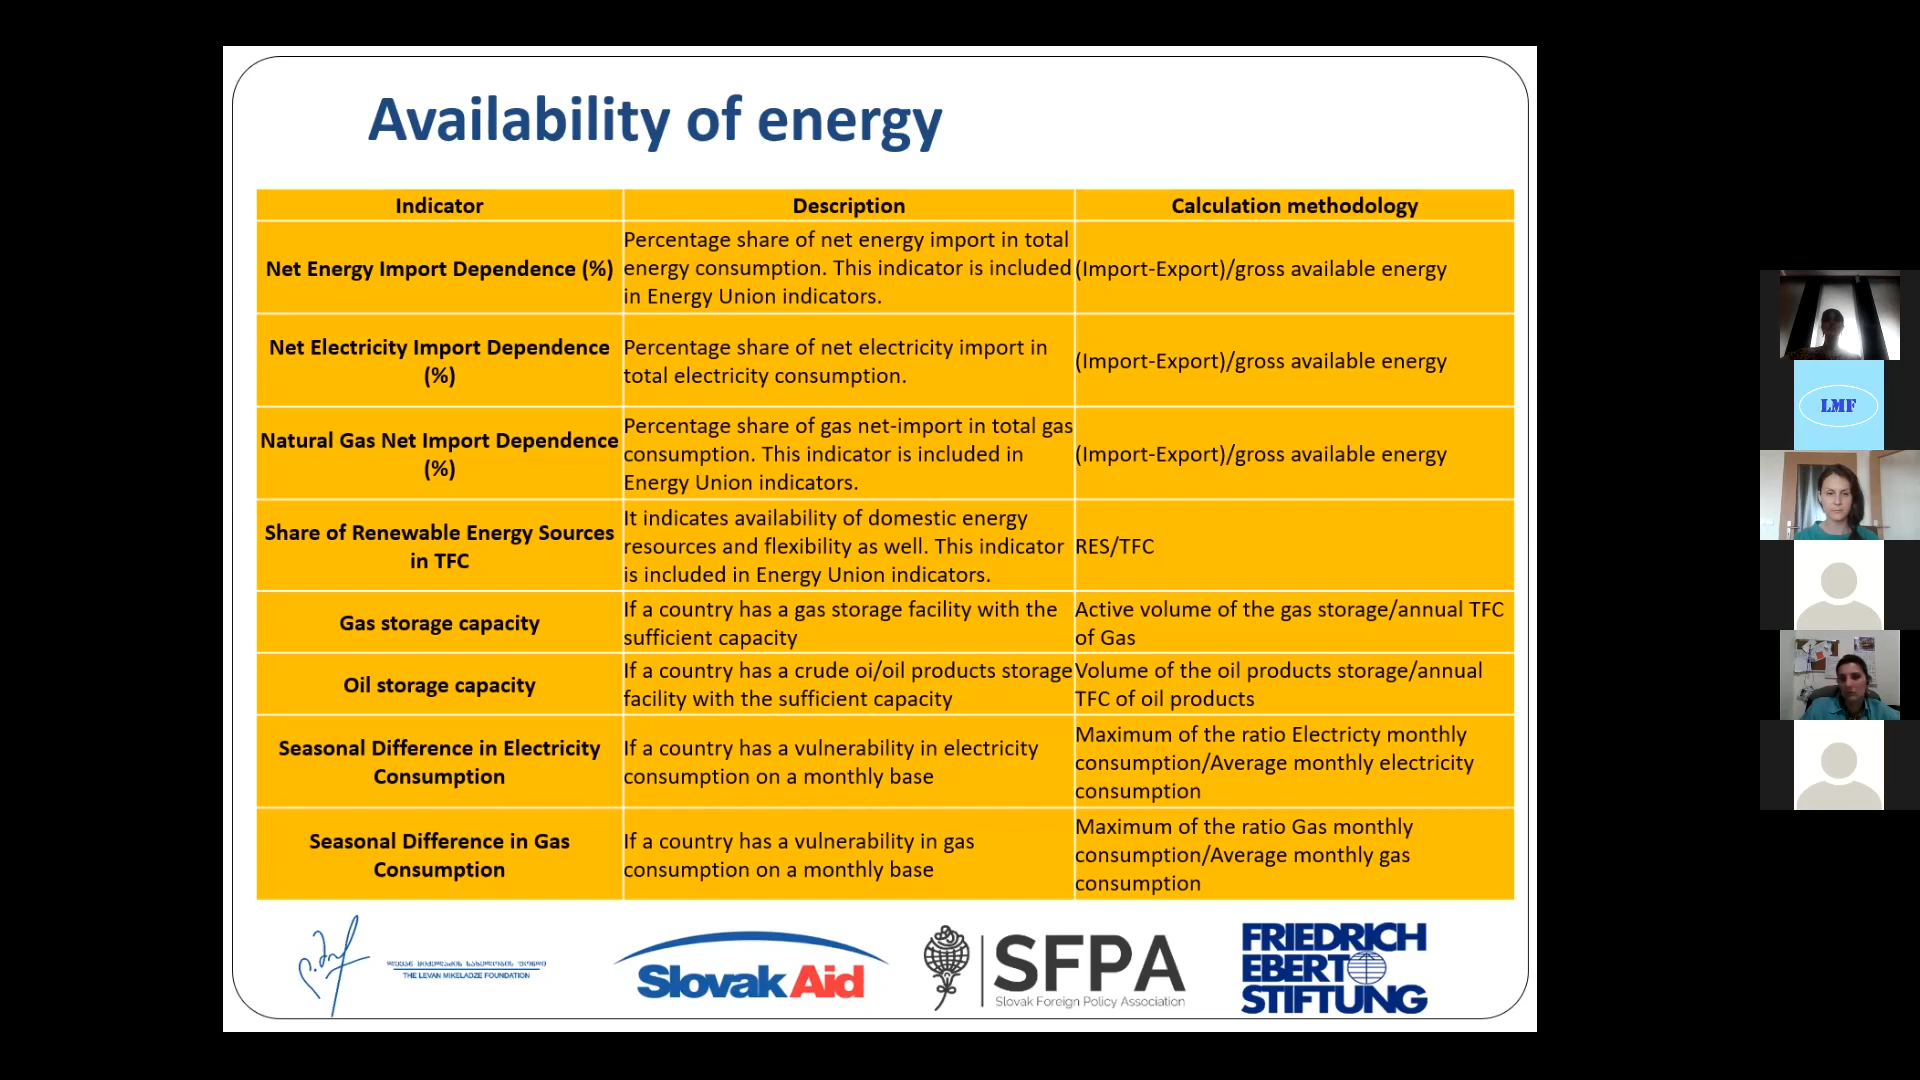 Availability of energy
Indicator
Description
Calculation methodology
Net Energy Import Dependence (%)
Percentage share of net energy import in total
energy consumption. This indicator is included
in Energy Union indicators.
(Import-Export)/gross available energy
Net Electricity Import Dependence
(%)
Percentage share of net electricity import in
total electricity consumption.
(Import-Export)/gross available energy
Natural Gas Net Import Dependence
(%)
Percentage share of gas net-import in total gas
consumption. This indicator is included in
Energy Union indicators.
(Import-Export)/gross available energy
Share of Renewable Energy Sources
in TFC
It indicates availability of domestic energy
resources and flexibility as well. This indicator
is included in Energy Union indicators.
RES/TFC
Gas storage capacity
If a country has a gas storage facility with the
sufficient capacity
Active volume of the gas storage/annual TFC
of Gas
Oil storage capacity
If a country has a crude oi/oil products storage
facility with the sufficient capacity
Volume of the oil products storage/annual
TFC of oil products
Seasonal Difference in Electricity
Consumption
If a country has a vulnerability in electricity
consumption on a monthly base
Maximum of the ratio Electricty monthly
consumption/Average monthly electricity
consumption
Seasonal Difference in Gas
Consumption
If a country has a vulnerability in gas
consumption on a monthly base
Maximum of the ratio Gas monthly
consumption/Average monthly gas
consumption
THE LEVAN MIKELADZE FOUNDATION
SlovakAid
SFPA
Slovak Foreign Policy Association
FRIEDRICH
EBERT
STIFTUNG
LMF